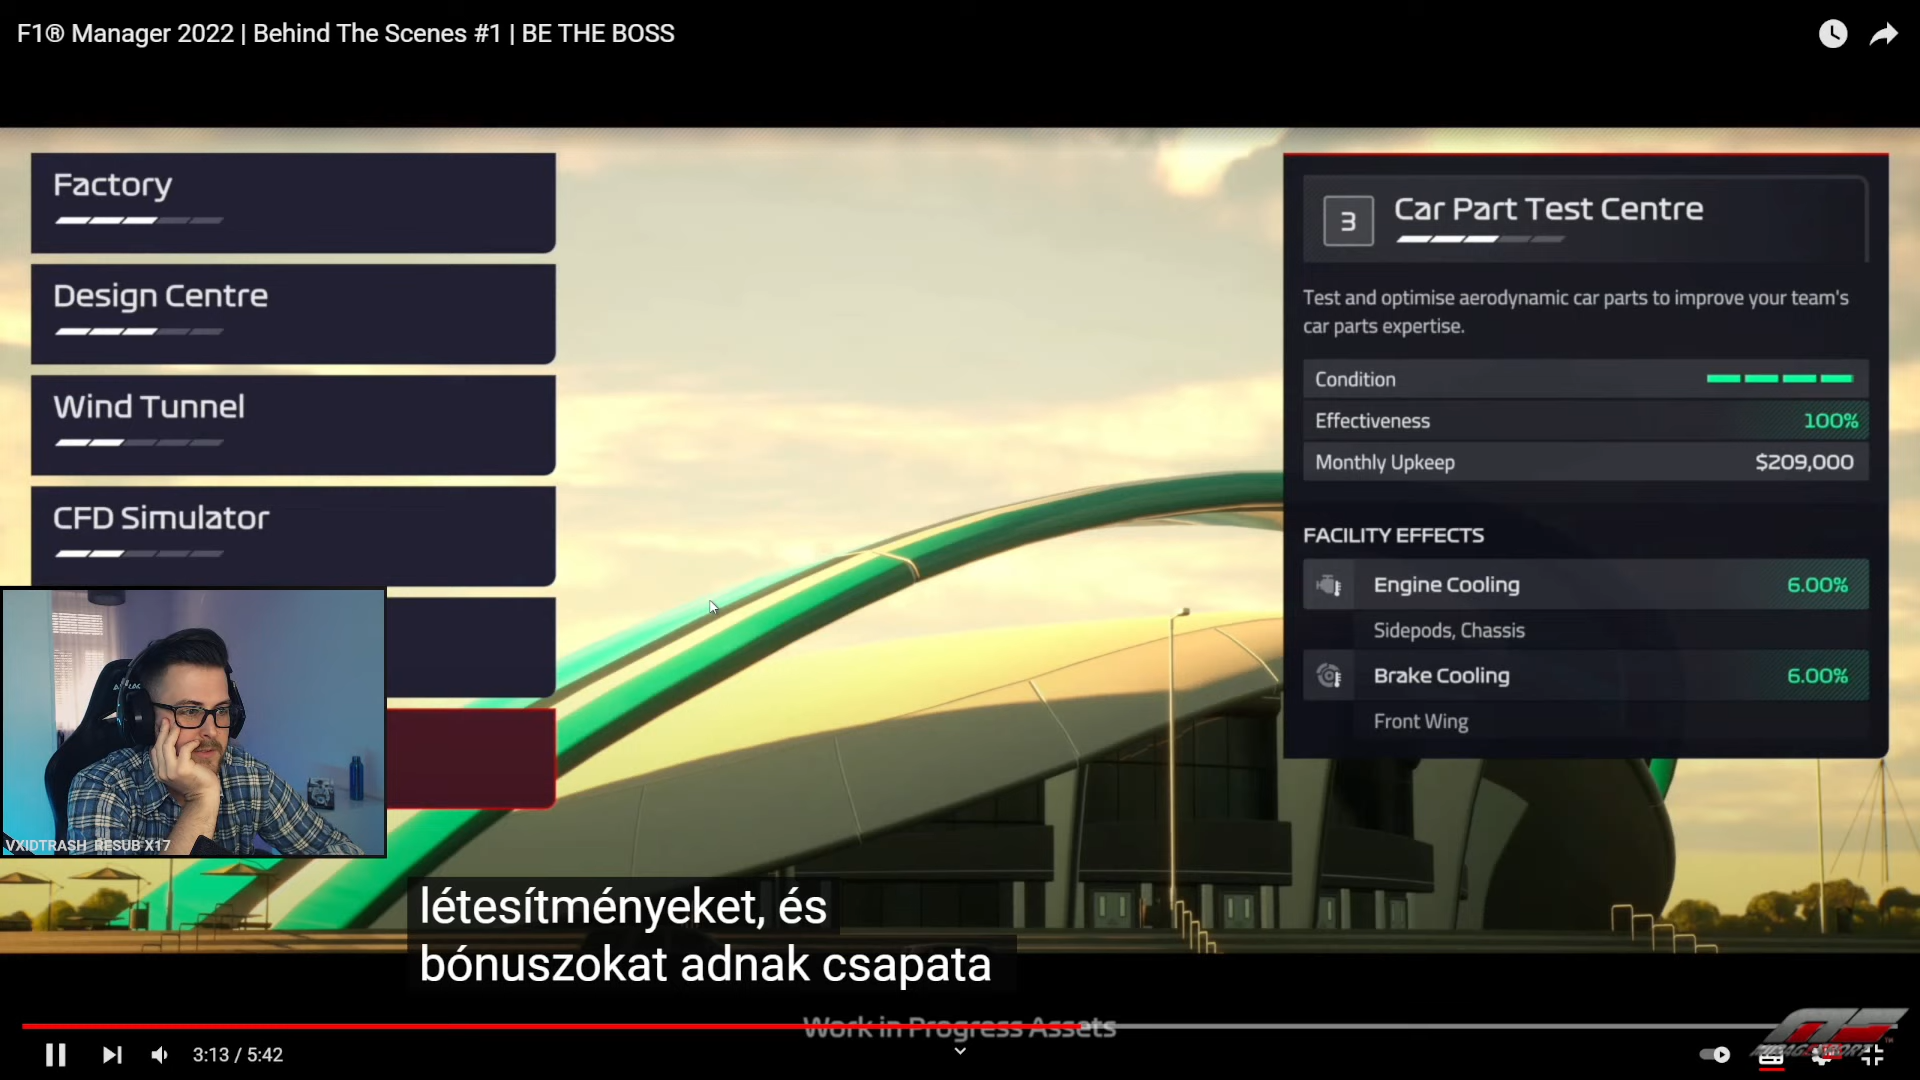 F1® Manager 2022 | Behind The Scenes #1 | BE THE BOSS
Factory
Design Centre
Wind Tunnel
CFD Simulator
3
Car Part Test Centre
Test and optimise aerodynamic car parts to improve your team's
car parts expertise.
Condition
Effectiveness 100%
Monthly Upkeep $209,000
FACILITY EFFECTS
Engine Cooling 6.00%
Sidepods, Chassis
Brake Cooling 6.00%
Front Wing
VXIDTRASH RESUB X17
létesítményeket, és
bónuszokat adnak csapata
Work in Progress Assets
3:13 / 5:42